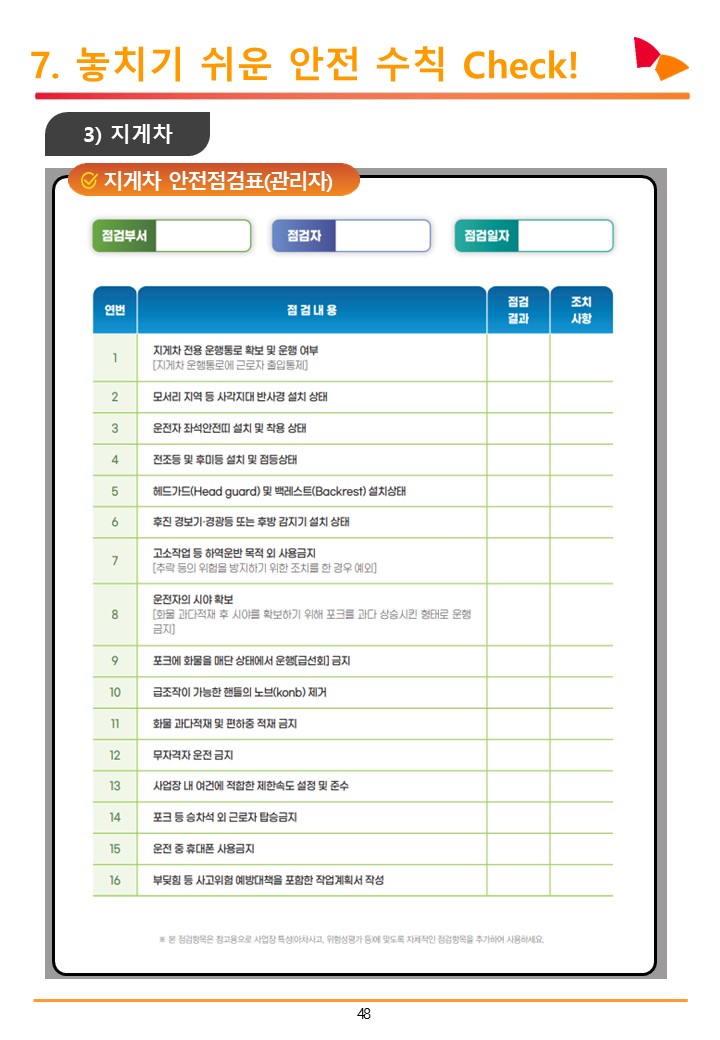 7. 놓치기 쉬운 안전 수칙 Check!
3) 지게차
지게차 안전점검표(관리자)
점검부서
점검자
점검일자
연번
점 검 내 용
점검
결과
조치
사항
1
지게차 전용 운행통로 확보 및 운행 여부
[지게차 운행통로에 근로자 출입통제]
2
모서리 지역 등 사각지대 반사경 설치 상태
3
운전자 좌석안전띠 설치 및 착용 상태
4
전조등 및 후미등 설치 및 점등상태
5
헤드가드(Head guard) 및 백레스트(Backrest) 설치상태
6
후진 경보기·경광등 또는 후방 감지기 설치 상태
7
고소작업 등 하역운반 목적 외 사용금지
[추락 등의 위험을 방지하기 위한 조치를 한 경우 예외]
8
운전자의 시야 확보
[화물 과다적재 후 시야를 확보하기 위해 포크를 과다 상승시킨 형태로 운행
금지]
9
포크에 화물을 매단 상태에서 운행[급선회] 금지
10
급조작이 가능한 핸들의 노브(konb) 제거
11
화물 과다적재 및 편하중 적재 금지
12
무자격자 운전 금지
13
사업장 내 여건에 적합한 제한속도 설정 및 준수
14
포크 등 승차석 외 근로자 탑승금지
15
운전 중 휴대폰 사용금지
16
부딪힘 등 사고위험 예방대책을 포함한 작업계획서 작성
※ 본 점검항목은 참고용으로 사업장 특성(아차사고, 위험성평가 등)에 맞도록 자체적인 점검항목을 추가하여 사용하세요.
48